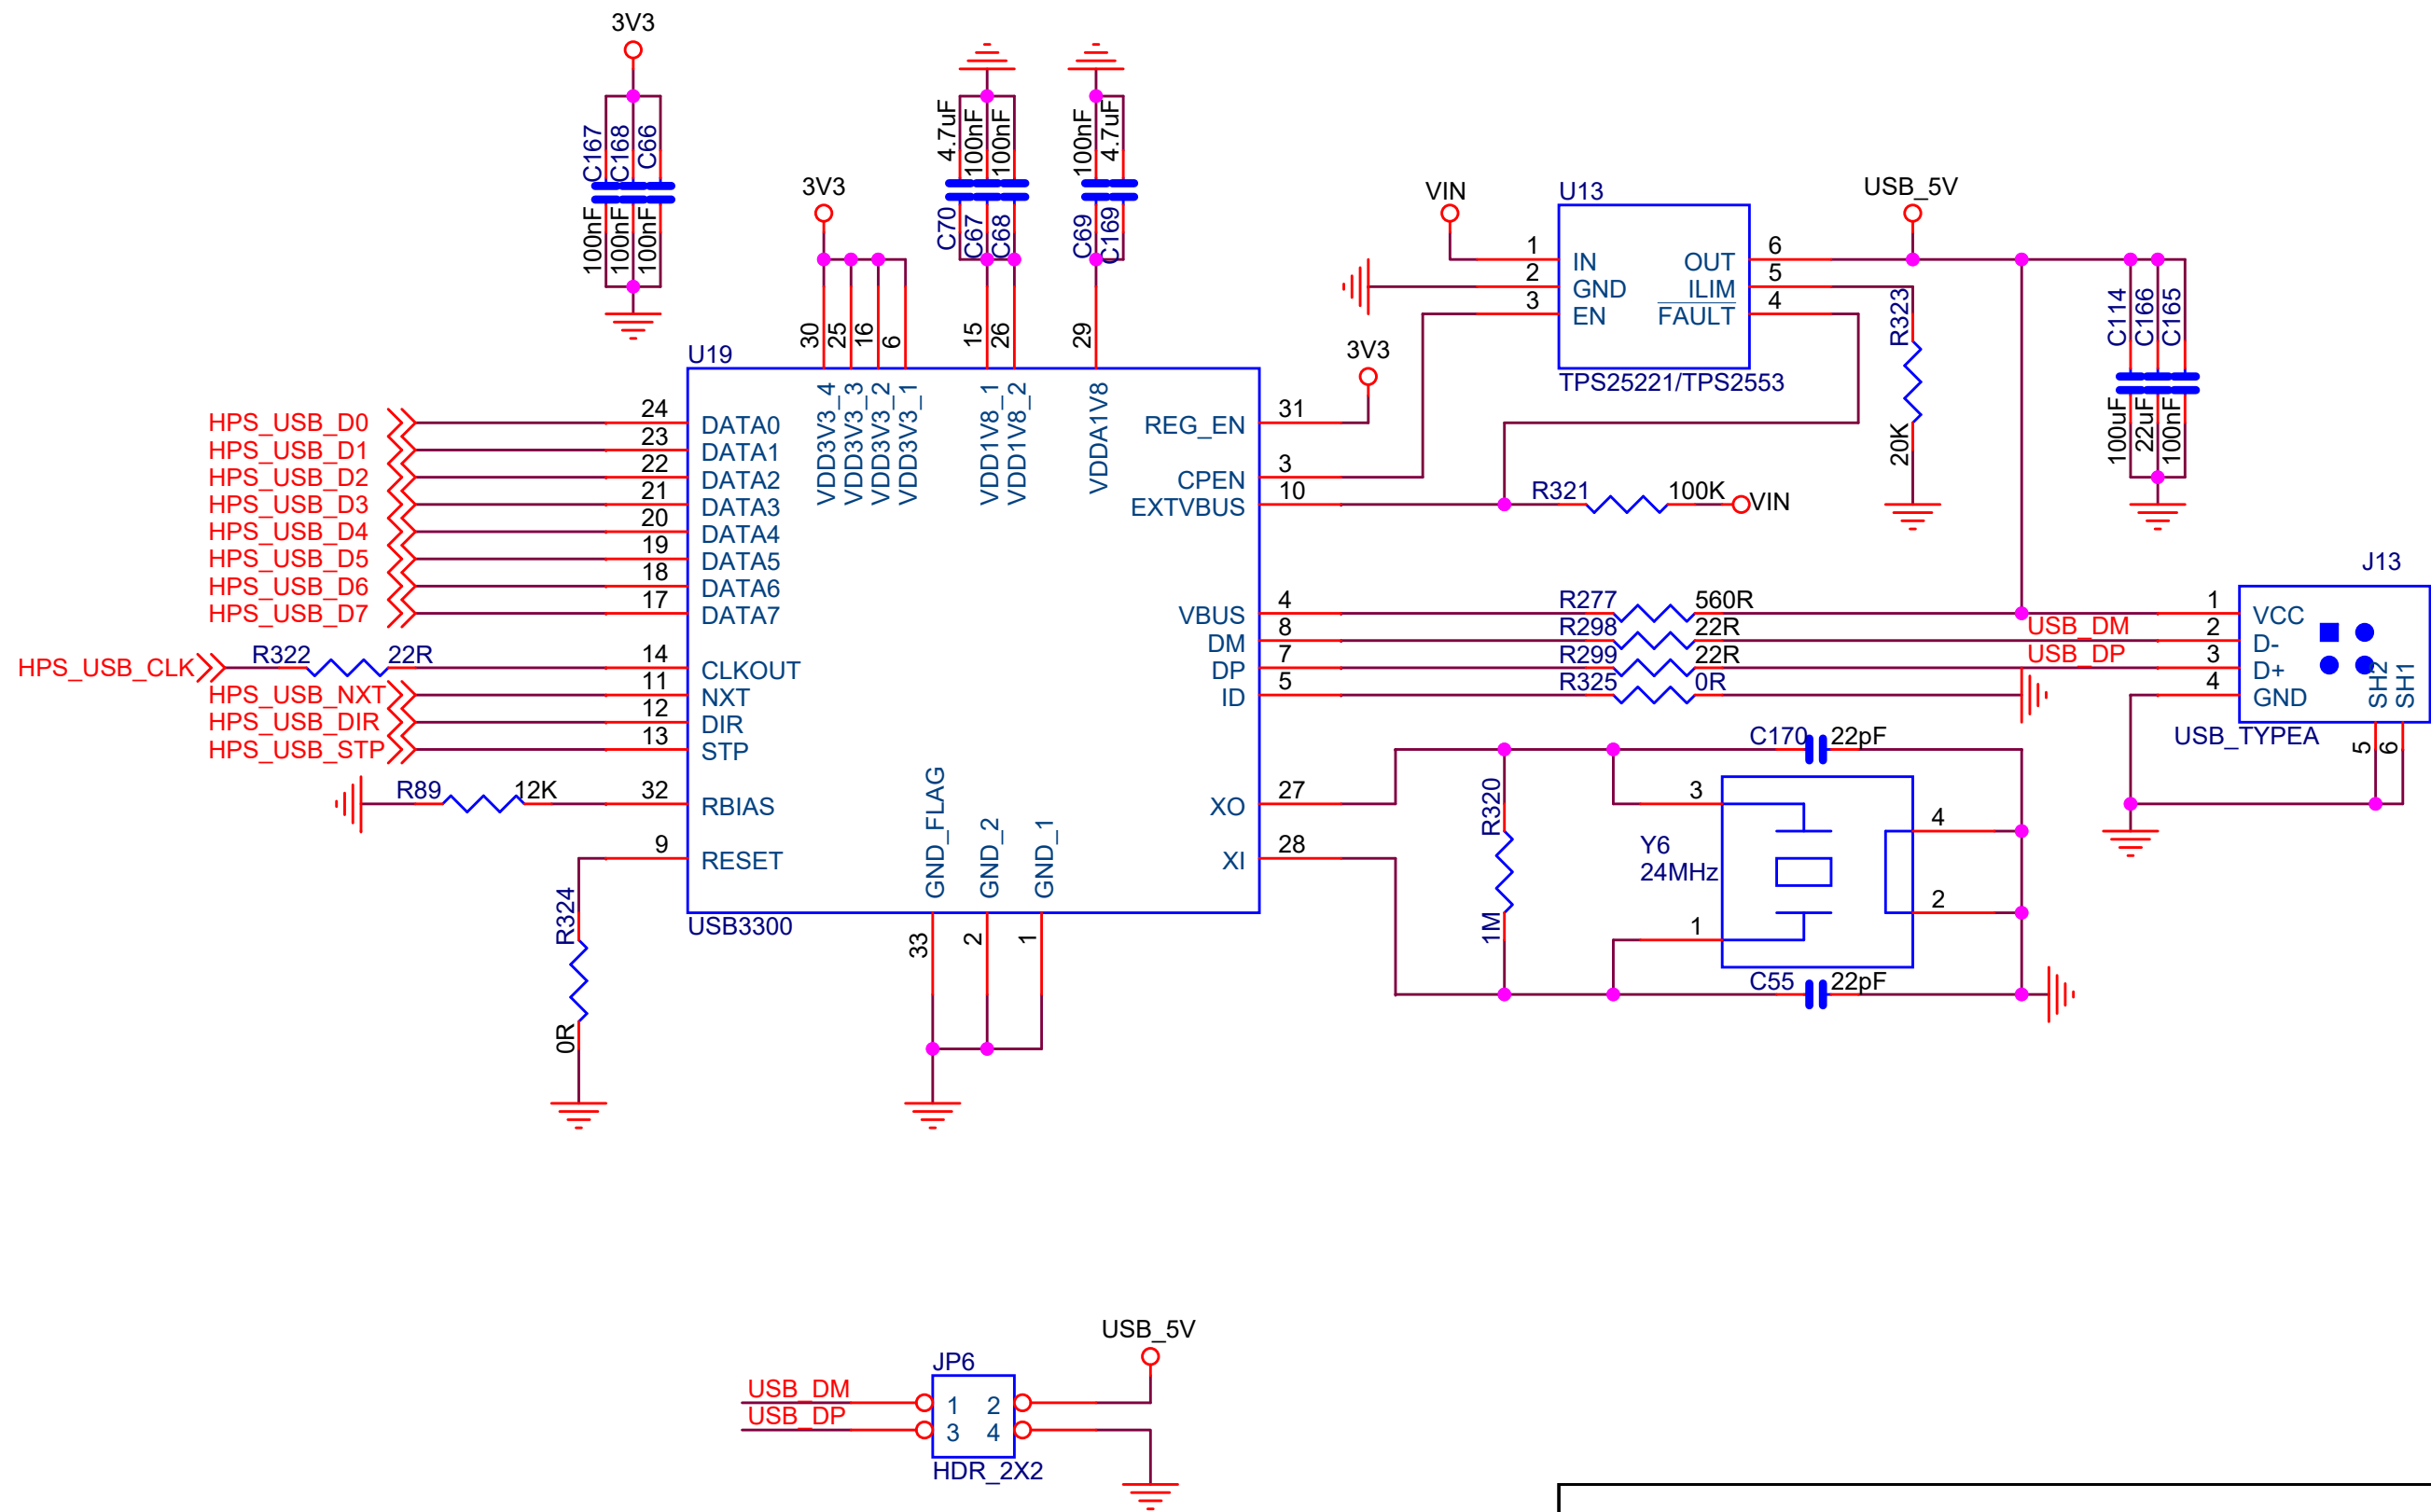 3V3
C167
C168
C66
100nF
100nF
100nF
3V3
4.7uF
100nF
100nF
C70
C67
C68
100nF
4.7uF
C69
C169
VIN
U13
USB_5V
1 IN OUT 6
2 GND ILIM 5
3 EN FAULT 4
TPS25221/TPS2553
R323
20K
C114
C166
C165
100uF
22uF
100nF
U19
30
25
16
6
15
26
29
VDD3V3_4
VDD3V3_3
VDD3V3_2
VDD3V3_1
VDD1V8_1
VDD1V8_2
VDDA1V8
3V3
HPS_USB_D0 24 DATA0
HPS_USB_D1 23 DATA1
HPS_USB_D2 22 DATA2
HPS_USB_D3 21 DATA3
HPS_USB_D4 20 DATA4
HPS_USB_D5 19 DATA5
HPS_USB_D6 18 DATA6
HPS_USB_D7 17 DATA7
HPS_USB_CLK R322 22R 14 CLKOUT
HPS_USB_NXT 11 NXT
HPS_USB_DIR 12 DIR
HPS_USB_STP 13 STP
R89 12K 32 RBIAS
9 RESET
R324
0R
USB3300
GND_FLAG
GND_2
GND_1
33
2
1
REG_EN 31
CPEN 3
EXTVBUS 10 R321 100K VIN
VBUS 4 R277 560R
DM 8 R298 22R USB_DM
DP 7 R299 22R USB_DP
ID 5 R325 0R
XO 27
XI 28
J13
1 VCC
2 D-
3 D+
4 GND
SH2
SH1
USB_TYPEA
5
6
C170 22pF
R320
1M
3
Y6
24MHz
4
2
1
C55 22pF
USB_5V
JP6
USB_DM 1 2
USB_DP 3 4
HDR_2X2